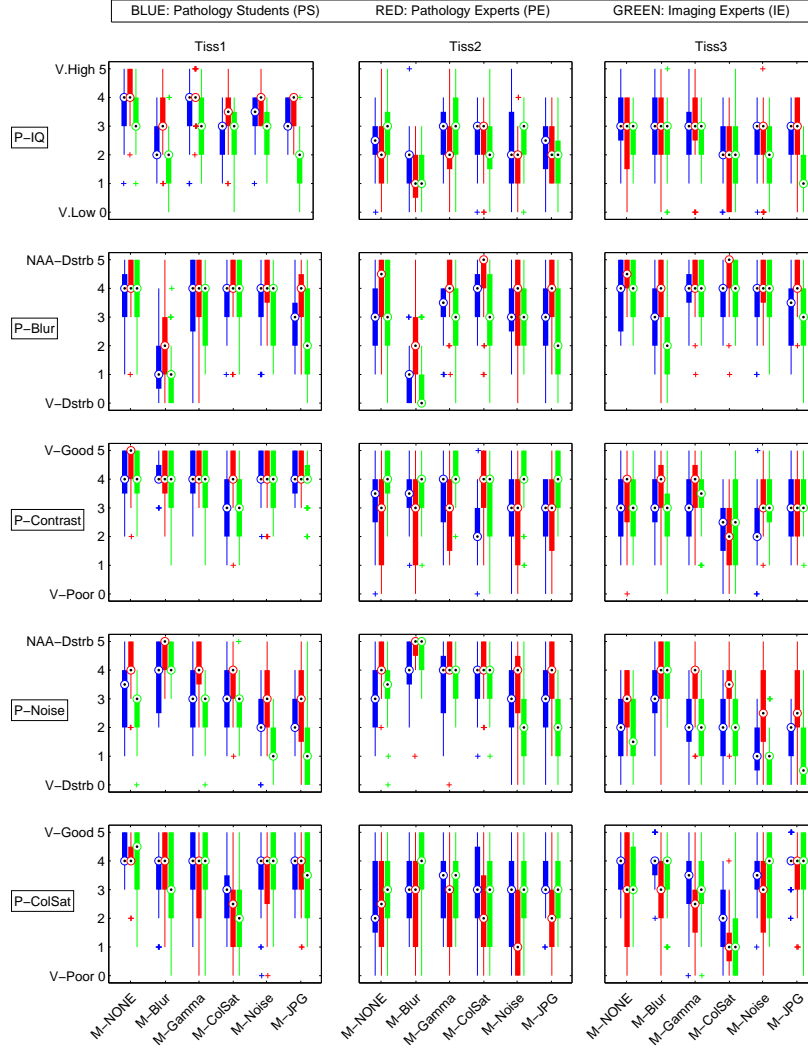 BLUE: Pathology Students (PS) RED: Pathology Experts (PE) GREEN: Imaging Experts (IE)
Tiss1 Tiss2 Tiss3
P-IQ
V.High 5
4
3
2
1
V.Low 0
P-Blur
NAA-Dstrb 5
4
3
2
1
V-Dstrb 0
P-Contrast
V-Good 5
4
3
2
1
V-Poor 0
P-Noise
NAA-Dstrb 5
4
3
2
1
V-Dstrb 0
P-ColSat
V-Good 5
4
3
2
1
V-Poor 0
M-NONE M-Blur M-Gamma M-ColSat M-Noise M-JPG
M-NONE M-Blur M-Gamma M-ColSat M-Noise M-JPG
M-NONE M-Blur M-Gamma M-ColSat M-Noise M-JPG